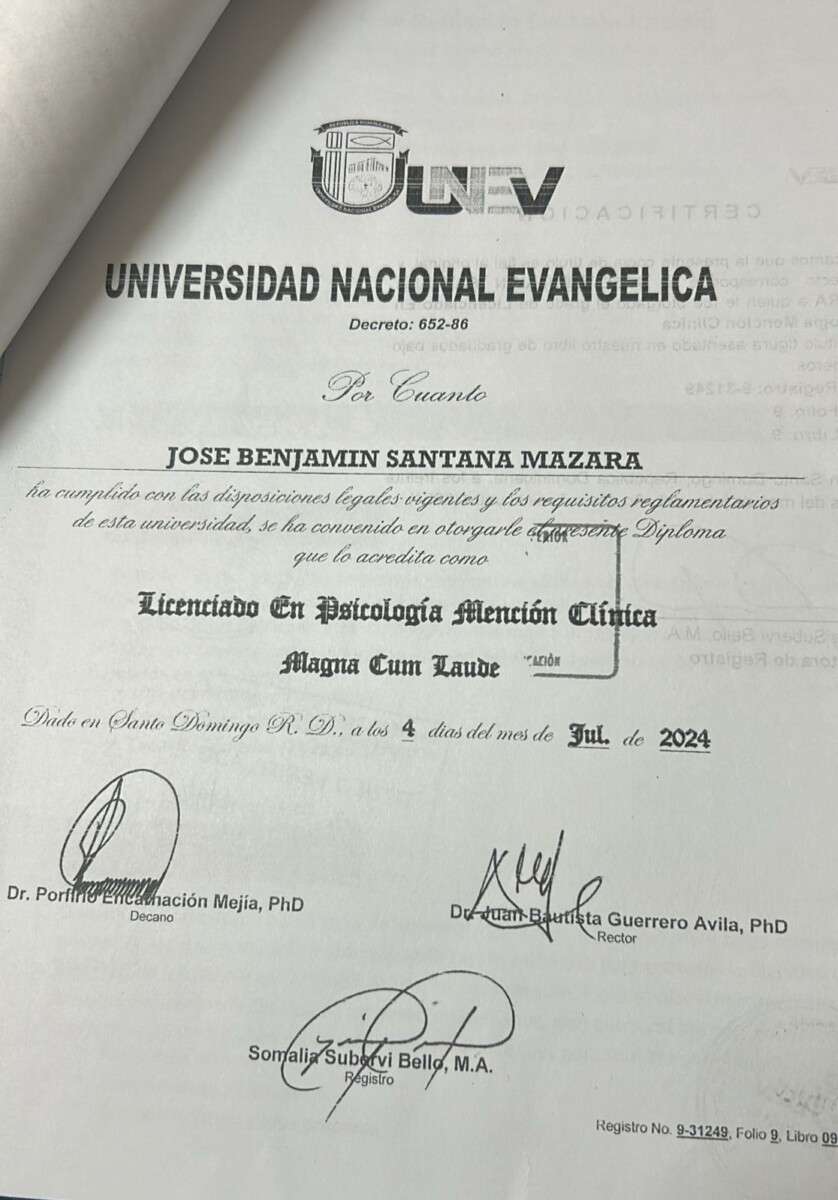 REPUBLICA DOMINICANA
UNEV
UNIVERSIDAD NACIONAL EVANGELICA
Decreto: 652-86
Por Cuanto
JOSE BENJAMIN SANTANA MAZARA
ha cumplido con las disposiciones legales vigentes y los requisitos reglamentarios
de esta universidad, se ha convenido en otorgarle el presente Diploma
que lo acredita como
Licenciado En Psicología Mención Clínica
Magna Cum Laude
Dado en Santo Domingo R. D., a los 4 dias del mes de Jul. de 2024
Dr. Porfirio Encarnación Mejía, PhD
Decano
Dr. Juan Bautista Guerrero Avila, PhD
Rector
Somalia Subervi Bello, M.A.
Registro
Registro No. 9-31249, Folio 9, Libro 09